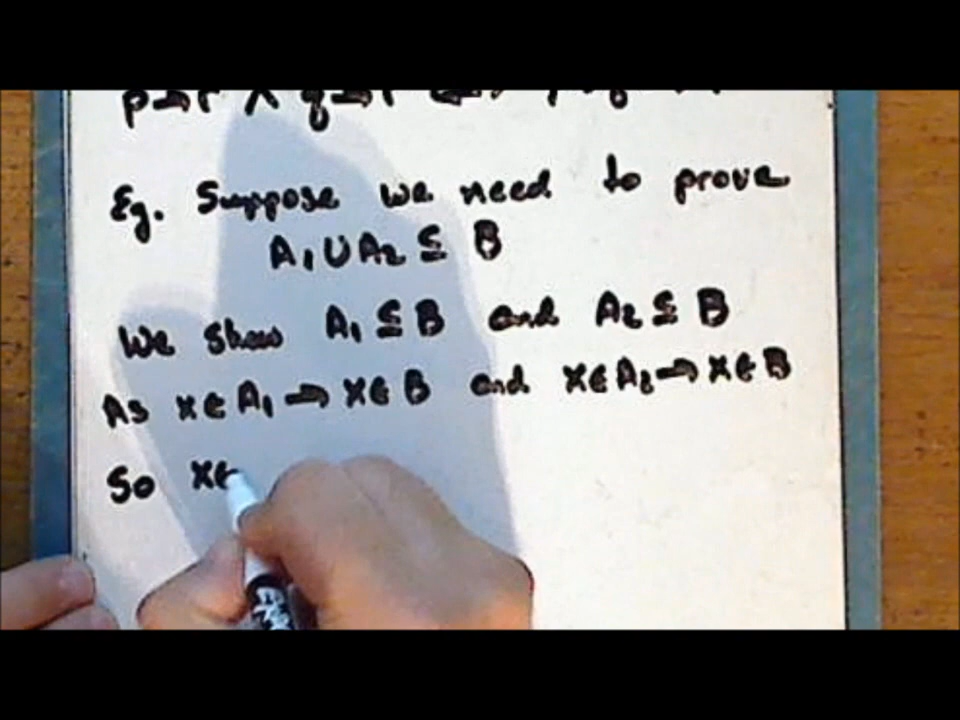 Eg. Suppose we need to prove
A₁ ∪ A₂ ⊆ B
We show A₁ ⊆ B and A₂ ⊆ B
As x ∈ A₁ → x ∈ B and x ∈ A₂ → x ∈ B
So x ∈